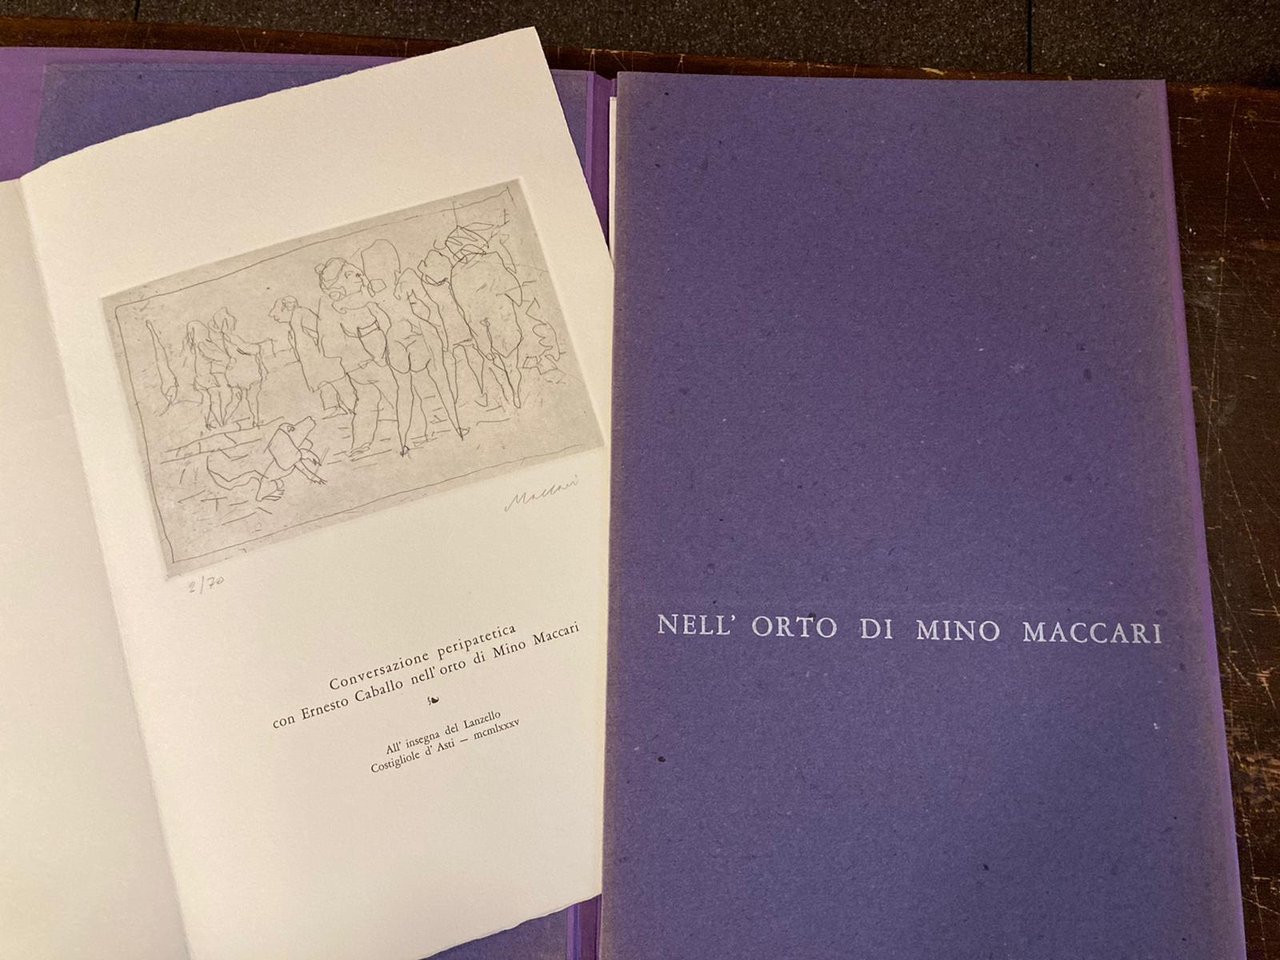 Maccari
2/70
Conversazione peripatetica
con Ernesto Caballo nell' orto di Mino Maccari
All' insegna del Lanzello
Costigliole d' Asti — mcmlxxxv
NELL' ORTO DI MINO MACCARI